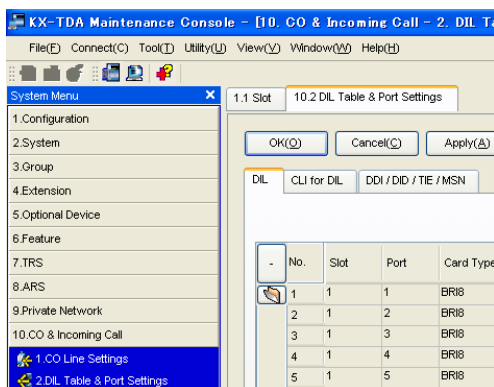 KX-TDA Maintenance Console - [10. CO & Incoming Call - 2. DIL Ta
File(F) Connect(C) Tool(T) Utility(U) View(V) Window(W) Help(H)
System Menu X
1.1 Slot 10.2 DIL Table & Port Settings
1.Configuration
2.System
3.Group
4.Extension
5.Optional Device
6.Feature
7.TRS
8.ARS
9.Private Network
10.CO & Incoming Call
1.CO Line Settings
2.DIL Table & Port Settings
OK(O) Cancel(C) Apply(A)
DIL CLI for DIL DDI / DID / TIE / MSN
- No. Slot Port Card Type
1 1 1 BRI8
2 1 2 BRI8
3 1 3 BRI8
4 1 4 BRI8
5 1 5 BRI8